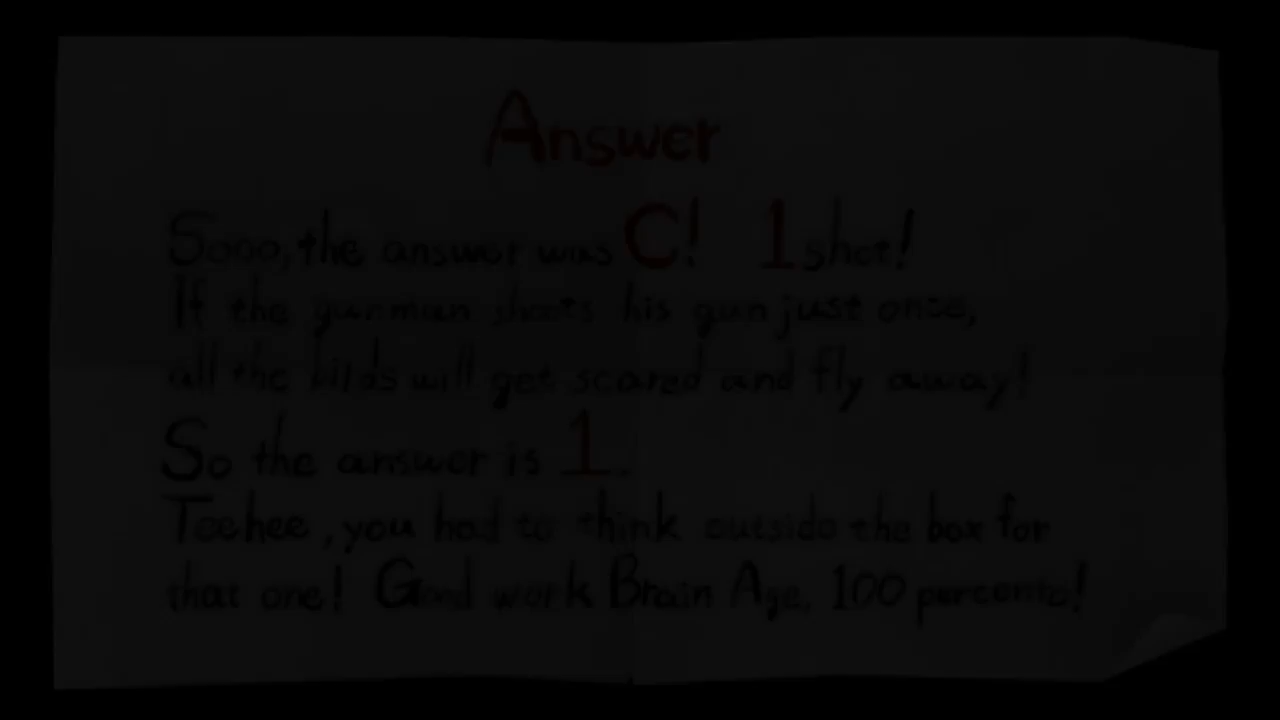 Answer
Sooo, the answer was C! 1 shot!
If the gunman shoots his gun just once,
all the birds will get scared and fly away!
So the answer is 1.
Teehee, you had to think outside the box for
that one! Good work Brain Age, 100 percento!